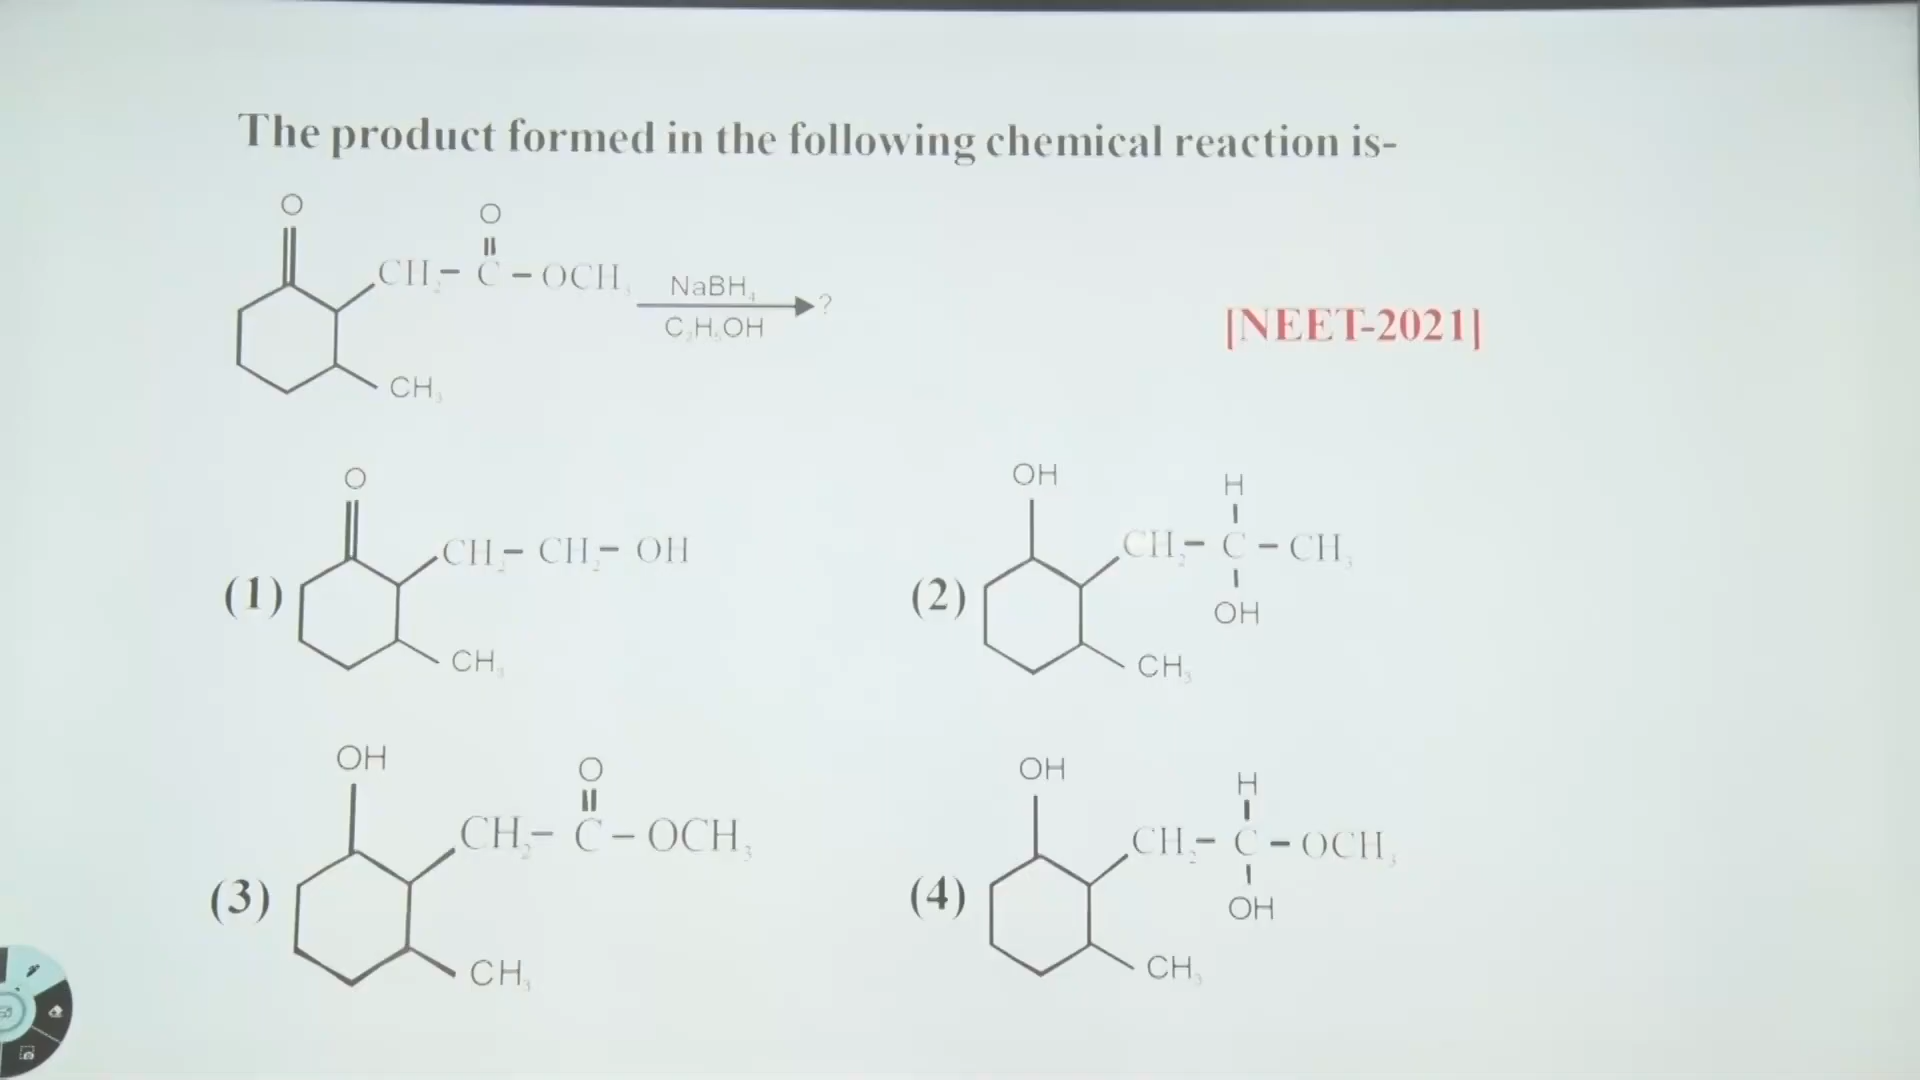 The product formed in the following chemical reaction is-
O
O
CH₂ – C – OCH₃
NaBH₄
C₂H₅OH
?
CH₃
[NEET-2021]
(1)
O
CH₂ – CH₂ – OH
CH₃
(2)
OH
H
CH₂ – C – CH₃
OH
CH₃
(3)
OH
O
CH₂ – C – OCH₃
CH₃
(4)
OH
H
CH₂ – C – OCH₃
OH
CH₃